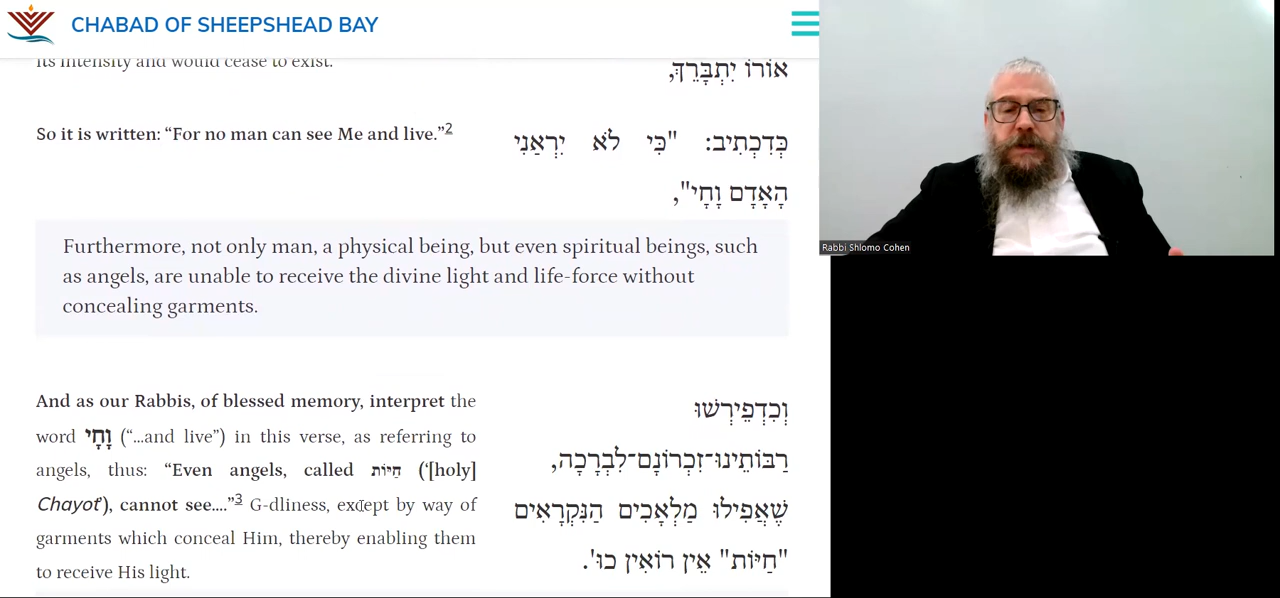 CHABAD OF SHEEPSHEAD BAY
its intensity and would cease to exist.
אוֹרוֹ יִתְבָּרֵךְ,
So it is written: “For no man can see Me and live.”2
כְּדִכְתִיב: "כִּי לֹא יִרְאַנִי
הָאָדָם וָחָי",
Furthermore, not only man, a physical being, but even spiritual beings, such
as angels, are unable to receive the divine light and life-force without
concealing garments.
And as our Rabbis, of blessed memory, interpret the
word וָחָי (“…and live”) in this verse, as referring to
angels, thus: “Even angels, called חַיּוֹת (‘[holy]
Chayot’), cannot see....”3 G-dliness, except by way of
garments which conceal Him, thereby enabling them
to receive His light.
וְכִדְפֵירְשׁוּ
רַבּוֹתֵינוּ־זִכְרוֹנָם־לִבְרָכָה,
שֶׁאֲפִילוּ מַלְאָכִים הַנִּקְרָאִים
"חַיּוֹת" אֵין רוֹאִין כוּ'.
Rabbi Shlomo Cohen